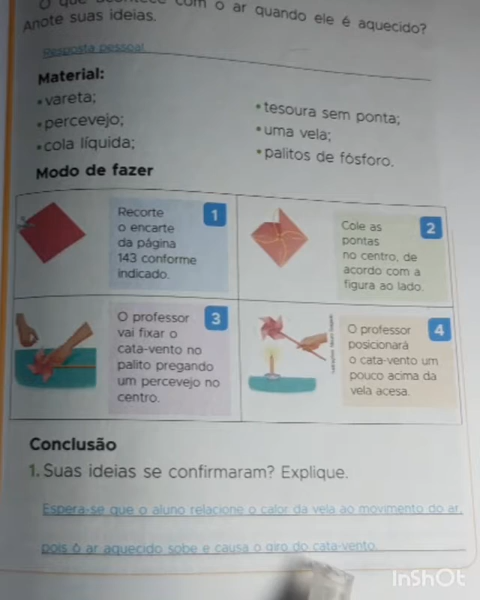 O que acontece com o ar quando ele é aquecido?
Anote suas ideias.
Resposta pessoal.
Material:
• vareta;
• percevejo;
• cola líquida;
• tesoura sem ponta;
• uma vela;
• palitos de fósforo.
Modo de fazer
1
Recorte
o encarte
da página
143 conforme
indicado.
2
Cole as
pontas
no centro, de
acordo com a
figura ao lado.
3
O professor
vai fixar o
cata-vento no
palito pregando
um percevejo no
centro.
4
O professor
posicionará
o cata-vento um
pouco acima da
vela acesa.
Conclusão
1. Suas ideias se confirmaram? Explique.
Espera-se que o aluno relacione o calor da vela ao movimento do ar,
pois o ar aquecido sobe e causa o giro do cata-vento.
InShOt